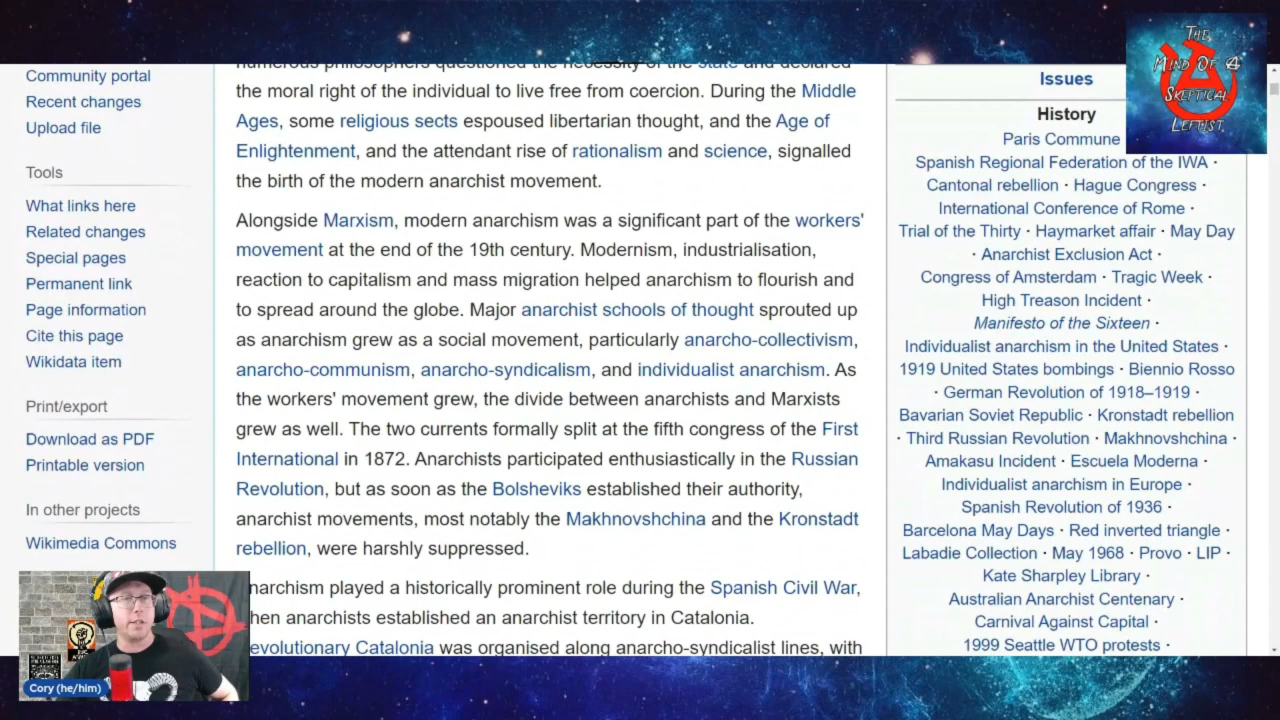 THE
MIND OF A
SKEPTICAL
LEFTIST
Community portal
Recent changes
Upload file
Tools
What links here
Related changes
Special pages
Permanent link
Page information
Cite this page
Wikidata item
Print/export
Download as PDF
Printable version
In other projects
Wikimedia Commons
numerous philosophers questioned the necessity of the state and declared
the moral right of the individual to live free from coercion. During the Middle
Ages, some religious sects espoused libertarian thought, and the Age of
Enlightenment, and the attendant rise of rationalism and science, signalled
the birth of the modern anarchist movement.
Alongside Marxism, modern anarchism was a significant part of the workers'
movement at the end of the 19th century. Modernism, industrialisation,
reaction to capitalism and mass migration helped anarchism to flourish and
to spread around the globe. Major anarchist schools of thought sprouted up
as anarchism grew as a social movement, particularly anarcho-collectivism,
anarcho-communism, anarcho-syndicalism, and individualist anarchism. As
the workers' movement grew, the divide between anarchists and Marxists
grew as well. The two currents formally split at the fifth congress of the First
International in 1872. Anarchists participated enthusiastically in the Russian
Revolution, but as soon as the Bolsheviks established their authority,
anarchist movements, most notably the Makhnovshchina and the Kronstadt
rebellion, were harshly suppressed.
narchism played a historically prominent role during the Spanish Civil War,
hen anarchists established an anarchist territory in Catalonia.
evolutionary Catalonia was organised along anarcho-syndicalist lines, with
Issues
History
Paris Commune
Spanish Regional Federation of the IWA ·
Cantonal rebellion · Hague Congress ·
International Conference of Rome ·
Trial of the Thirty · Haymarket affair · May Day
· Anarchist Exclusion Act ·
Congress of Amsterdam · Tragic Week ·
High Treason Incident ·
Manifesto of the Sixteen ·
Individualist anarchism in the United States ·
1919 United States bombings · Biennio Rosso
· German Revolution of 1918–1919 ·
Bavarian Soviet Republic · Kronstadt rebellion
· Third Russian Revolution · Makhnovshchina ·
Amakasu Incident · Escuela Moderna ·
Individualist anarchism in Europe ·
Spanish Revolution of 1936 ·
Barcelona May Days · Red inverted triangle ·
Labadie Collection · May 1968 · Provo · LIP ·
Kate Sharpley Library ·
Australian Anarchist Centenary ·
Carnival Against Capital ·
1999 Seattle WTO protests ·
Cory (he/him)